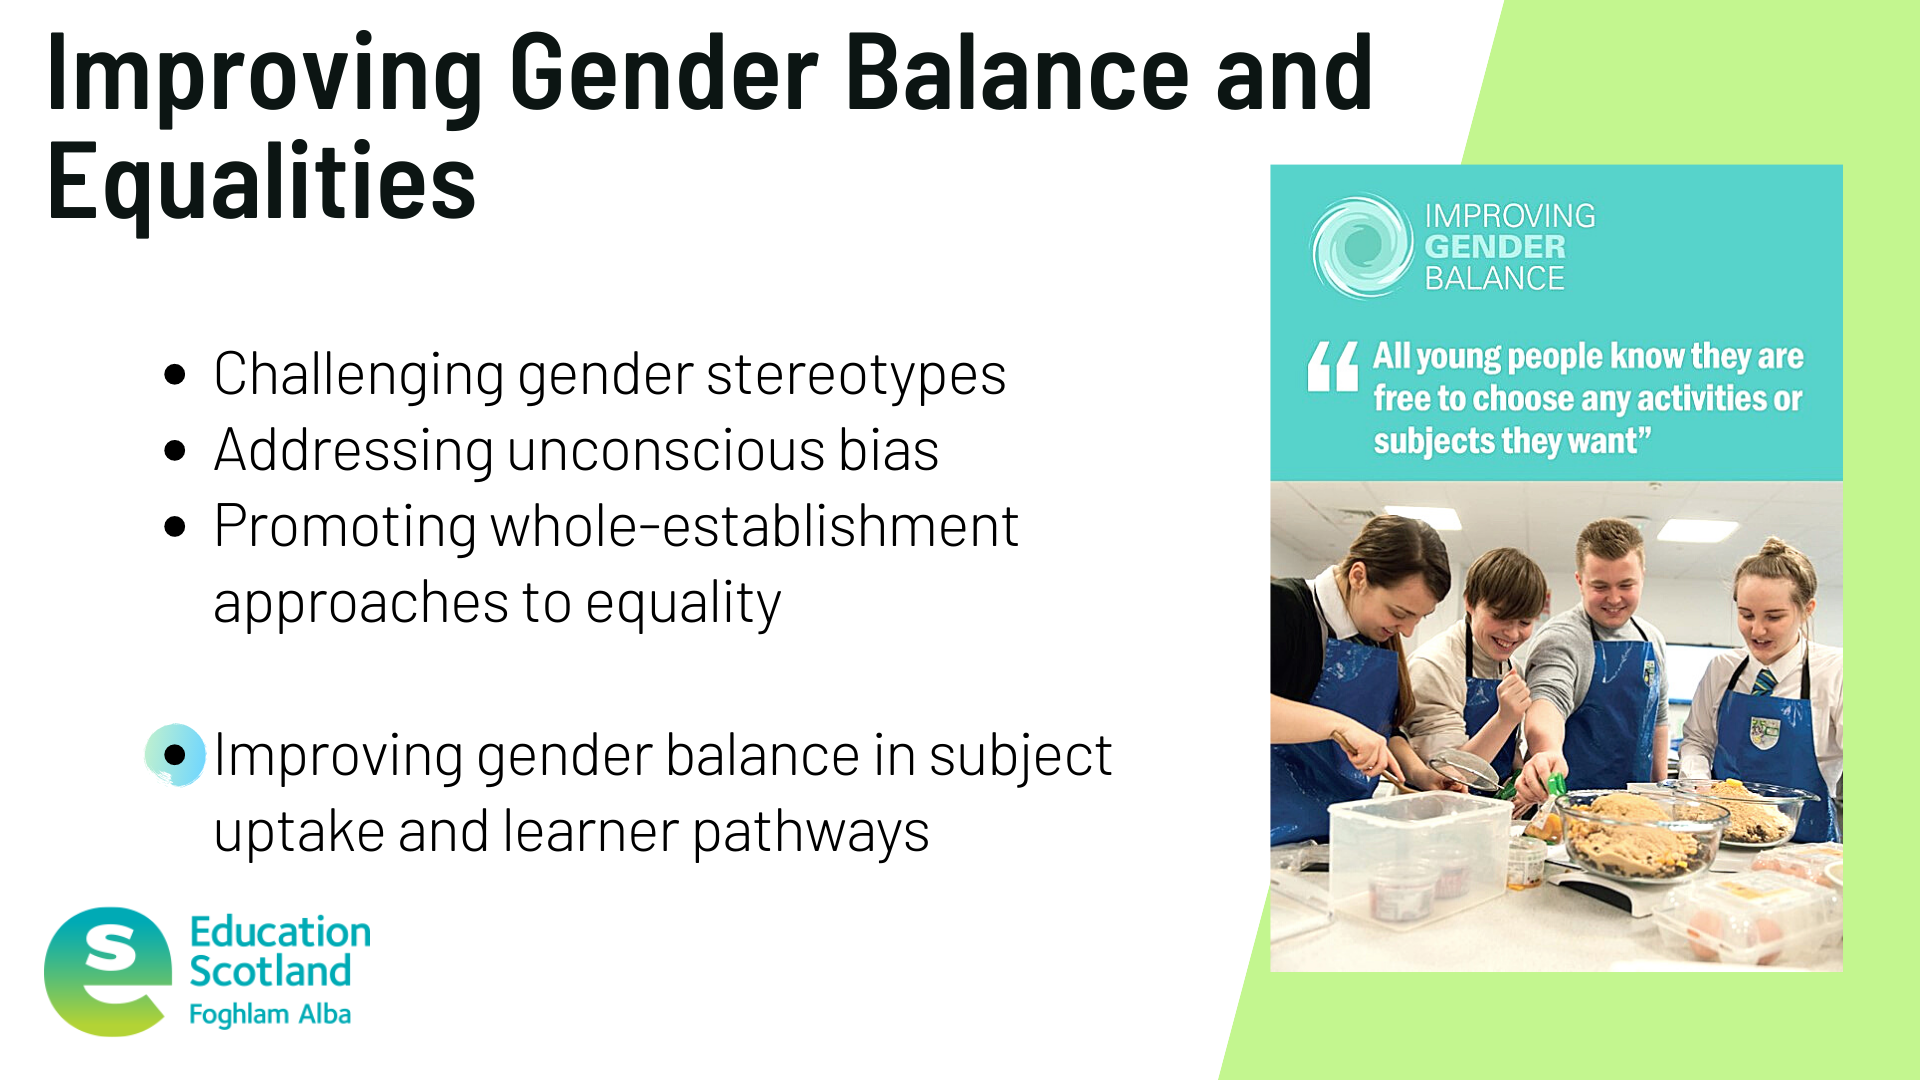 Improving Gender Balance and
Equalities
• Challenging gender stereotypes
• Addressing unconscious bias
• Promoting whole-establishment
approaches to equality
• Improving gender balance in subject
uptake and learner pathways
Education
Scotland
Foghlam Alba
IMPROVING
GENDER
BALANCE
“All young people know they are
free to choose any activities or
subjects they want”